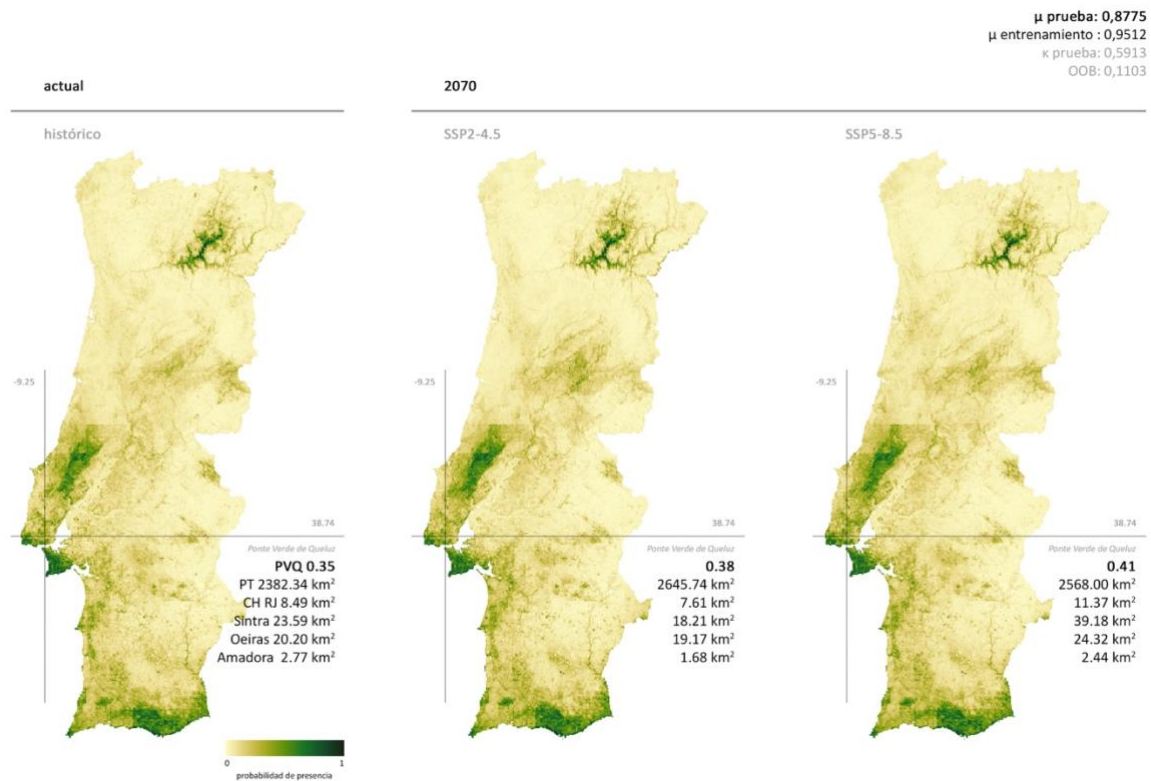 μ prueba: 0,8775
μ entrenamiento : 0,9512
κ prueba: 0,5913
OOB: 0,1103
actual
2070
histórico
SSP2-4.5
SSP5-8.5
-9.25
-9.25
-9.25
38.74
38.74
38.74
Ponte Verde de Queluz
PVQ 0.35
PT 2382.34 km²
CH RJ 8.49 km²
Sintra 23.59 km²
Oeiras 20.20 km²
Amadora 2.77 km²
Ponte Verde de Queluz
0.38
2645.74 km²
7.61 km²
18.21 km²
19.17 km²
1.68 km²
Ponte Verde de Queluz
0.41
2568.00 km²
11.37 km²
39.18 km²
24.32 km²
2.44 km²
0 1
probabilidad de presencia